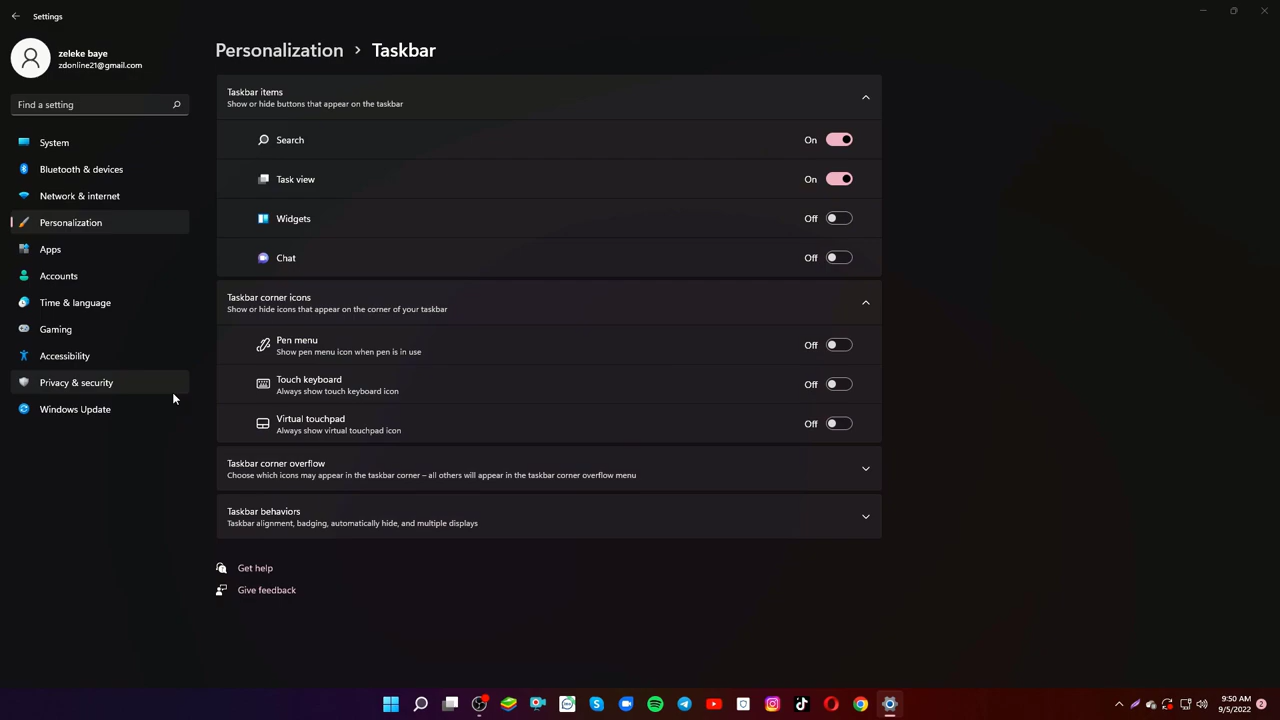 Settings
zeleke baye
zdonline21@gmail.com
Find a setting
System
Bluetooth & devices
Network & internet
Personalization
Apps
Accounts
Time & language
Gaming
Accessibility
Privacy & security
Windows Update
Personalization > Taskbar
Taskbar items
Show or hide buttons that appear on the taskbar
Search On
Task view On
Widgets Off
Chat Off
Taskbar corner icons
Show or hide icons that appear on the corner of your taskbar
Pen menu
Show pen menu icon when pen is in use
Off
Touch keyboard
Always show touch keyboard icon
Off
Virtual touchpad
Always show virtual touchpad icon
Off
Taskbar corner overflow
Choose which icons may appear in the taskbar corner – all others will appear in the taskbar corner overflow menu
Taskbar behaviors
Taskbar alignment, badging, automatically hide, and multiple displays
Get help
Give feedback
9:50 AM
9/5/2022
2